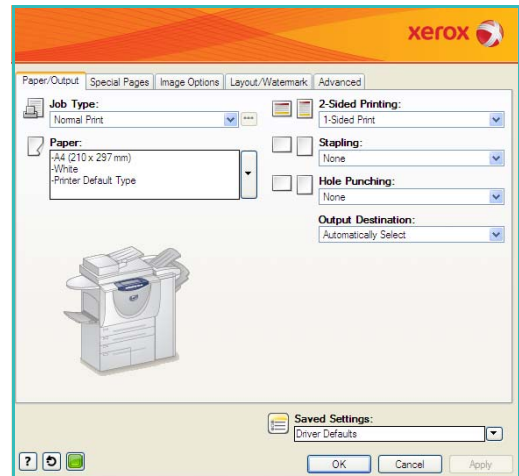 xerox
Paper/Output Special Pages Image Options Layout/Watermark Advanced
Job Type:
Normal Print
Paper:
-A4 (210 x 297 mm)
-White
-Printer Default Type
2-Sided Printing:
1-Sided Print
Stapling:
None
Hole Punching:
None
Output Destination:
Automatically Select
Saved Settings:
Driver Defaults
? OK Cancel Apply